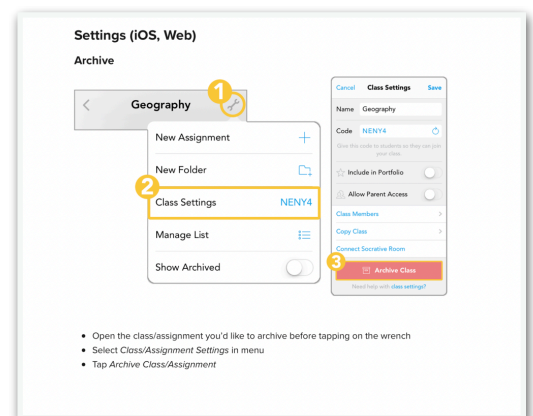 Settings (iOS, Web)
Archive
1
Geography
New Assignment
New Folder
2
Class Settings NENY4
Manage List
Show Archived
Cancel Class Settings Save
Name Geography
Code NENY4
Give this code to students so they can join
your class.
Include in Portfolio
Allow Parent Access
Class Members
Copy Class
Connect Socrative Room
3
Archive Class
Need help with class settings?
• Open the class/assignment you'd like to archive before tapping on the wrench
• Select Class/Assignment Settings in menu
• Tap Archive Class/Assignment